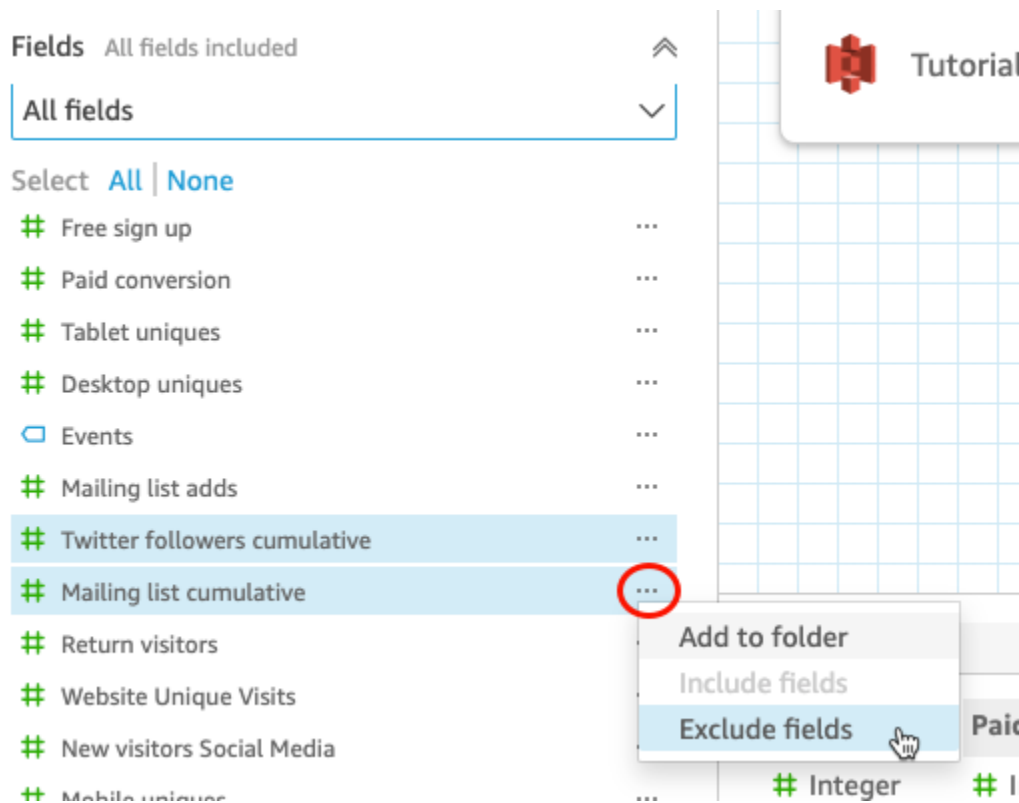 Fields All fields included
Tutorial
All fields
Select All None
Free sign up
Paid conversion
Tablet uniques
Desktop uniques
Events
Mailing list adds
Twitter followers cumulative
Mailing list cumulative
Add to folder
Return visitors
Include fields
Website Unique Visits
Exclude fields
New visitors Social Media
Integer
Mobile uniques